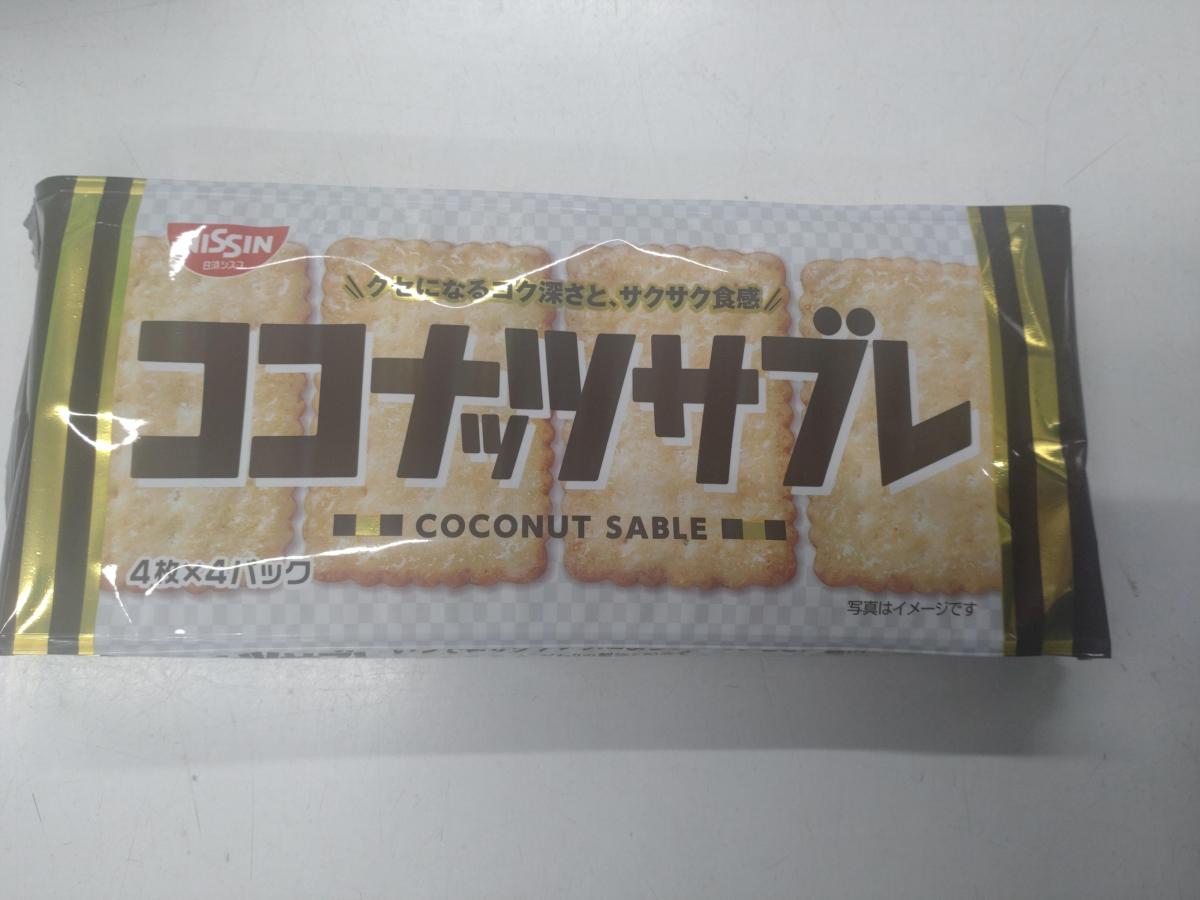 NISSIN
日清シスコ
クセになるコク深さと、サクサク食感
ココナッツサブレ
COCONUT SABLE
4枚×4パック
写真はイメージです